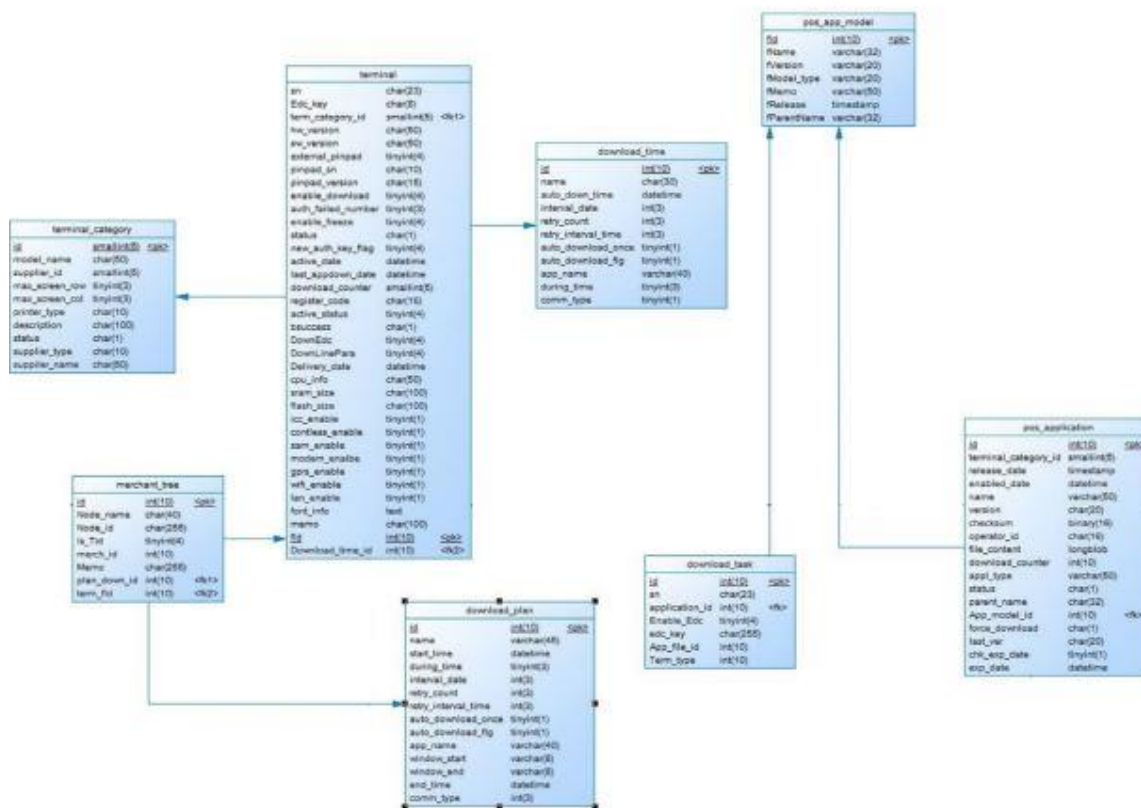 pos_app_model
fId int(10) <pk>
fName varchar(32)
fVersion varchar(20)
fModel_type varchar(20)
fMemo varchar(50)
fRelease timestamp
fParentName varchar(32)
terminal
sn char(23)
Edc_key char(8)
term_category_id smallint(5) <fk1>
hw_version char(50)
sw_version char(50)
external_pinpad tinyint(4)
pinpad_sn char(10)
pinpad_version char(15)
enable_download tinyint(4)
auth_failed_number tinyint(3)
enable_freeze tinyint(4)
status char(1)
new_auth_key_flag tinyint(4)
active_date datetime
last_appdown_date datetime
download_counter smallint(5)
register_code char(16)
active_status tinyint(4)
bsuccess char(1)
DownEdc tinyint(4)
DownLinePara tinyint(4)
Delivery_date datetime
cpu_info char(50)
sram_size char(100)
flash_size char(100)
icc_enable tinyint(1)
contless_enable tinyint(1)
sam_enable tinyint(1)
modem_enalbe tinyint(1)
gprs_enable tinyint(1)
wifi_enable tinyint(1)
lan_enable tinyint(1)
font_info text
memo char(100)
fid int(10) <pk>
Download_time_id int(10) <fk2>
download_time
id int(10) <pk>
name char(30)
auto_down_time datetime
interval_date int(3)
retry_count int(3)
retry_interval_time int(3)
auto_download_once tinyint(1)
auto_download_flg tinyint(1)
app_name varchar(40)
during_time tinyint(3)
comm_type tinyint(1)
terminal_category
id smallint(5) <pk>
model_name char(50)
supplier_id smallint(5)
max_screen_row tinyint(3)
max_screen_col tinyint(3)
printer_type char(10)
description char(100)
status char(1)
supplier_type char(10)
supplier_name char(50)
merchant_tree
id int(10) <pk>
Node_name char(40)
Node_id char(255)
Is_Tid tinyint(4)
merch_id int(10)
Memo char(255)
plan_down_id int(10) <fk1>
term_fid int(10) <fk2>
download_plan
id int(10) <pk>
name varchar(45)
start_time datetime
during_time tinyint(3)
interval_date int(3)
retry_count int(3)
retry_interval_time int(3)
auto_download_once tinyint(1)
auto_download_flg tinyint(1)
app_name varchar(40)
window_start varchar(8)
window_end varchar(8)
end_time datetime
comm_type int(3)
download_task
id int(10) <pk>
sn char(23)
application_id int(10) <fk>
Enable_Edc tinyint(4)
edc_key char(255)
App_file_id int(10)
Term_type int(10)
pos_application
id int(10) <pk>
terminal_category_id smallint(5)
release_date timestamp
enabled_date datetime
name varchar(50)
version char(20)
checksum binary(16)
operator_id char(16)
file_content longblob
download_counter int(10)
appl_type varchar(50)
status char(1)
parent_name char(32)
App_model_id int(10) <fk>
force_download char(1)
last_ver char(20)
chk_exp_date tinyint(1)
exp_date datetime